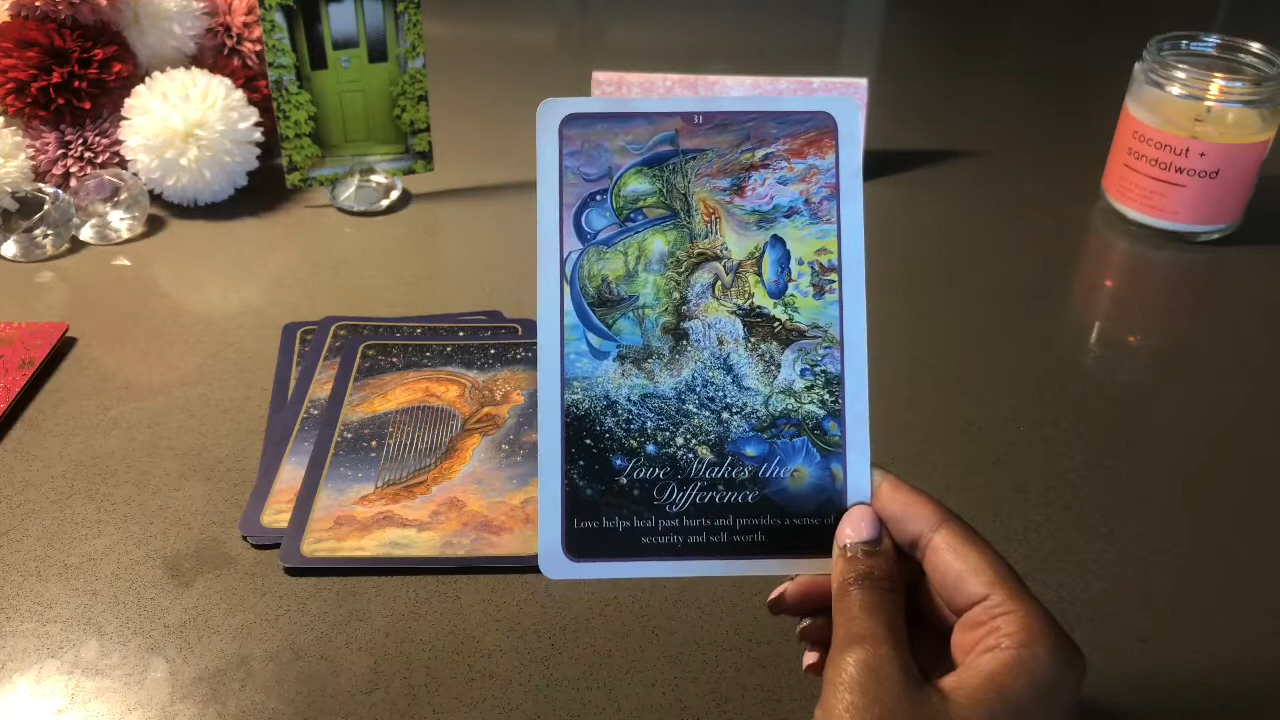 31
Love Makes the
Difference
Love helps heal past hurts and provides a sense of
security and self-worth.
coconut +
sandalwood